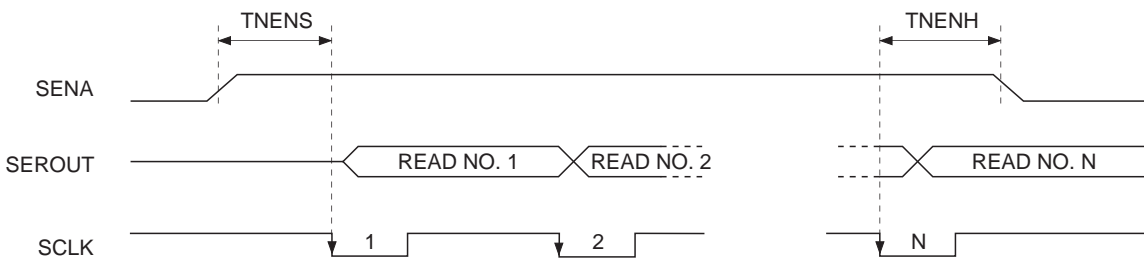 TNENS TNENH
SENA
SEROUT READ NO. 1 READ NO. 2 READ NO. N
SCLK 1 2 N